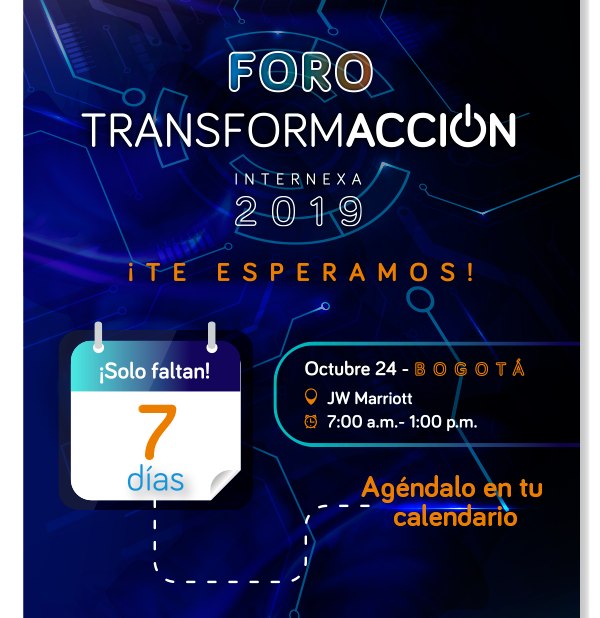 FORO
TRANSFORMACCIÓN
INTERNEXA
2019
¡TE ESPERAMOS!
¡Solo faltan!
7
días
Octubre 24 - BOGOTÁ
JW Marriott
7:00 a.m.- 1:00 p.m.
Agéndalo en tu
calendario